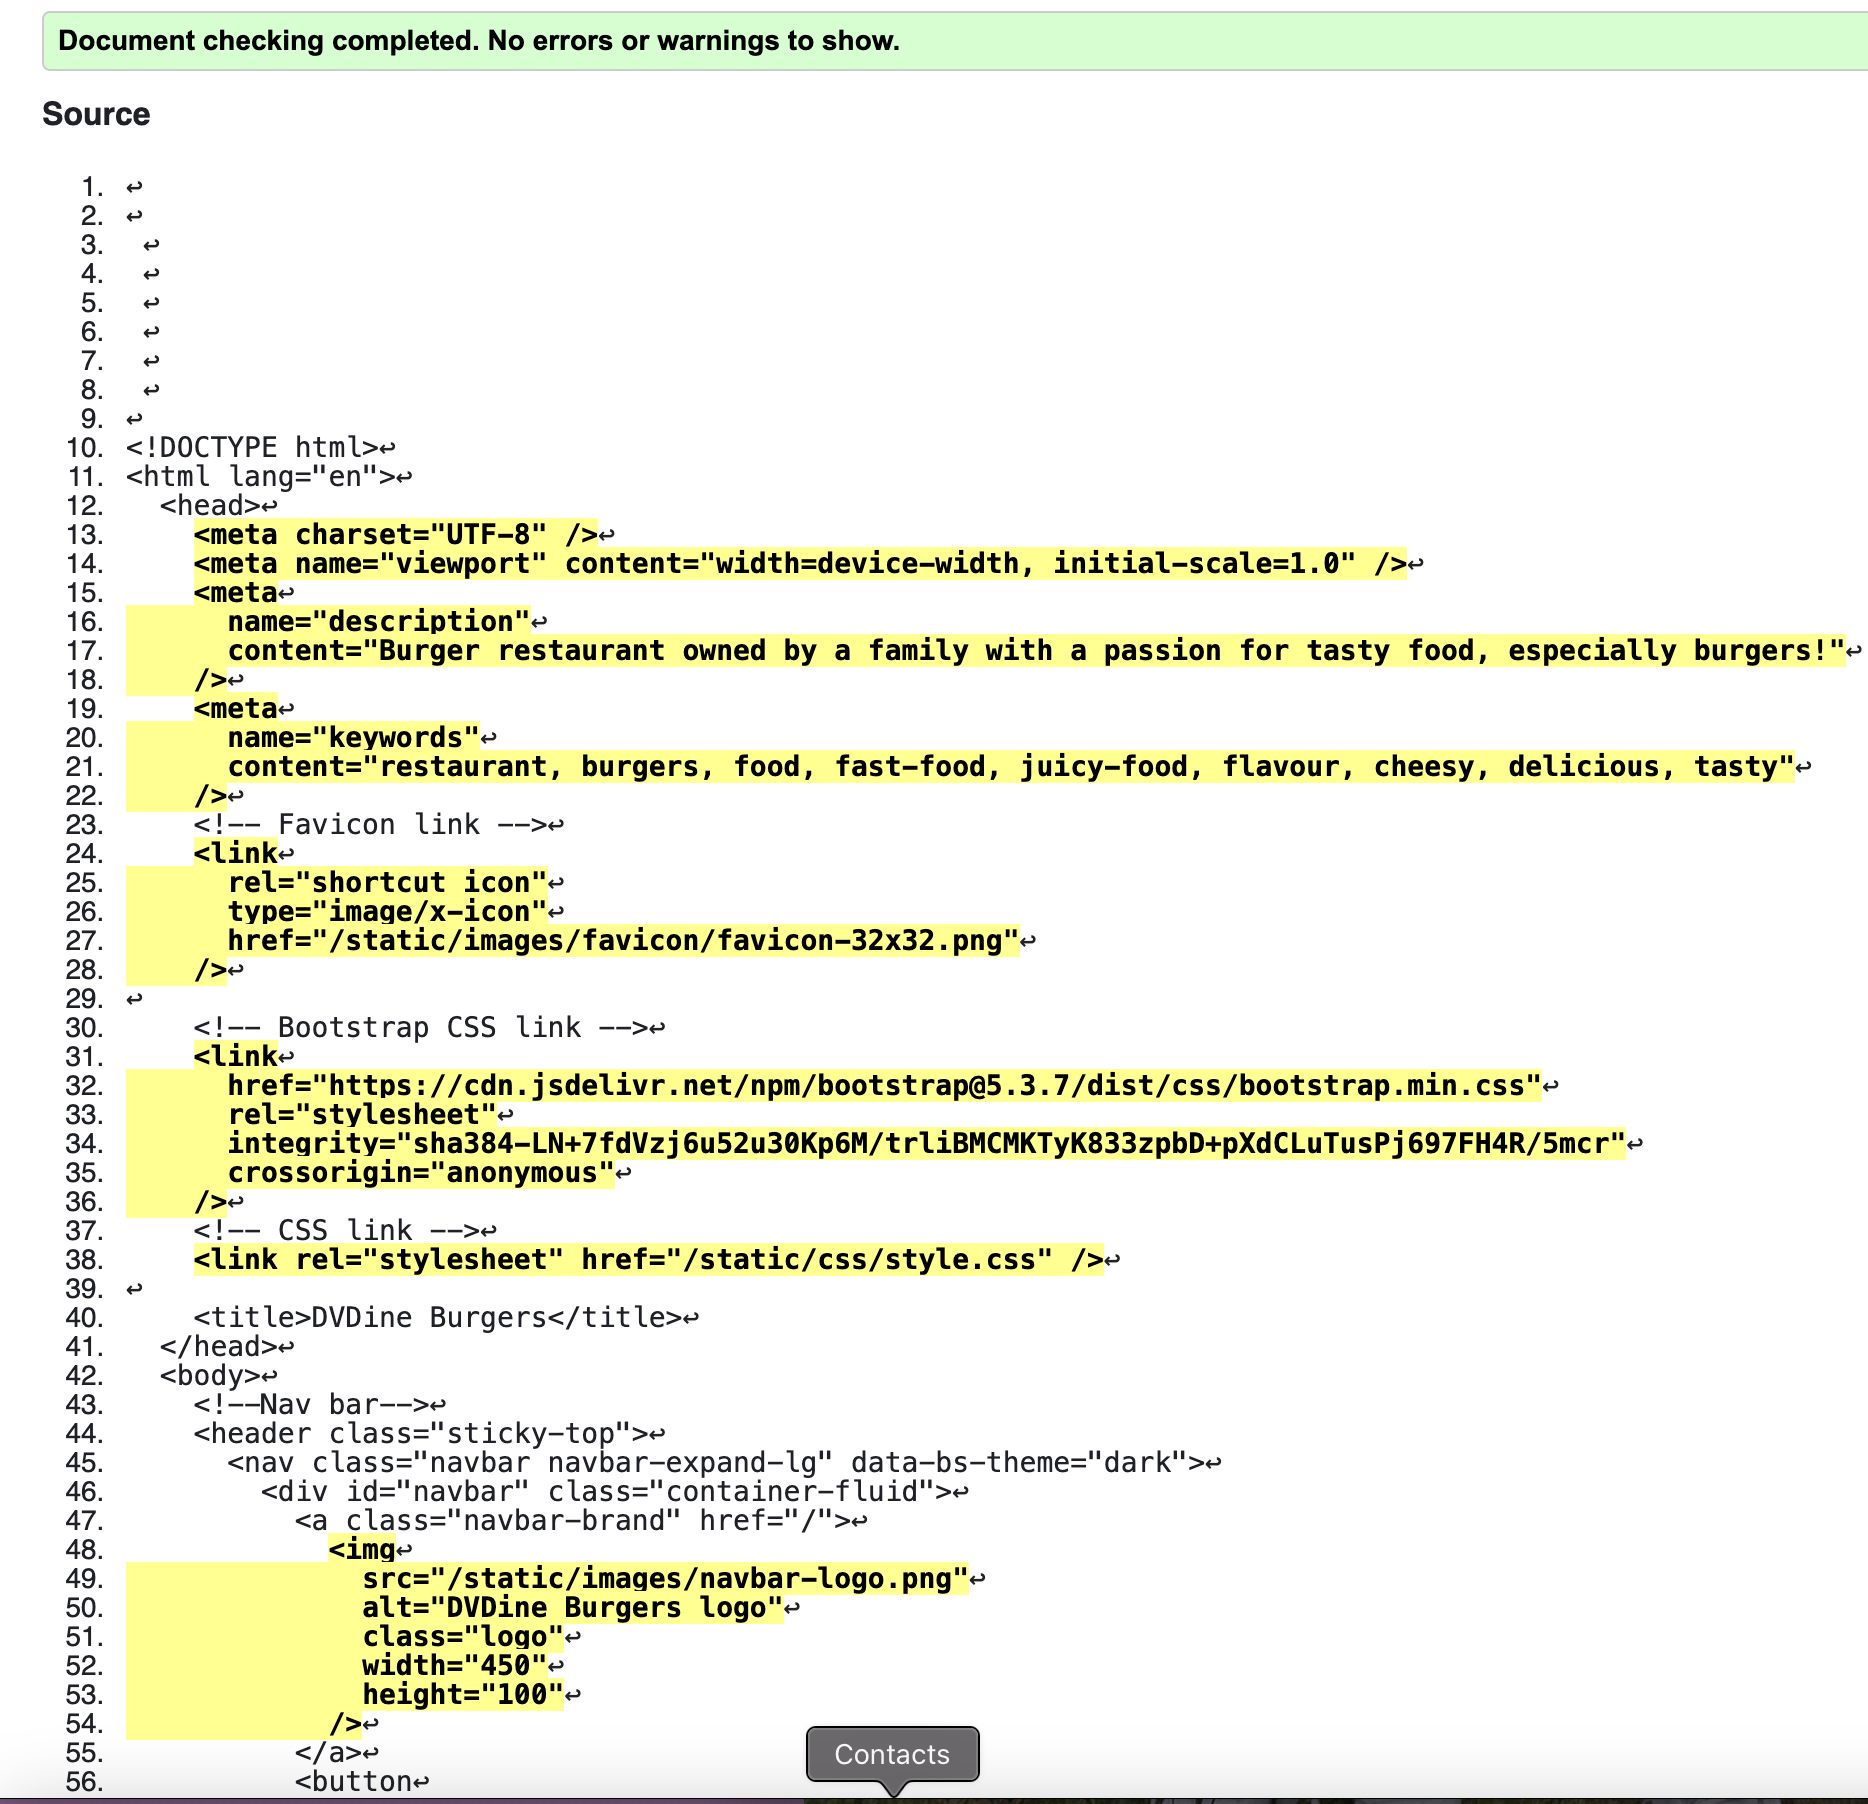 Document checking completed. No errors or warnings to show.
Source
1. ↩
2. ↩
3. ↩
4. ↩
5. ↩
6. ↩
7. ↩
8. ↩
9. ↩
10. <!DOCTYPE html>↩
11. <html lang="en">↩
12. <head>↩
13. <meta charset="UTF-8" />↩
14. <meta name="viewport" content="width=device-width, initial-scale=1.0" />↩
15. <meta↩
16. name="description"↩
17. content="Burger restaurant owned by a family with a passion for tasty food, especially burgers!"↩
18. />↩
19. <meta↩
20. name="keywords"↩
21. content="restaurant, burgers, food, fast-food, juicy-food, flavour, cheesy, delicious, tasty"↩
22. />↩
23. <!-- Favicon link -->↩
24. <link↩
25. rel="shortcut icon"↩
26. type="image/x-icon"↩
27. href="/static/images/favicon/favicon-32x32.png"↩
28. />↩
29. ↩
30. <!-- Bootstrap CSS link -->↩
31. <link↩
32. href="https://cdn.jsdelivr.net/npm/bootstrap@5.3.7/dist/css/bootstrap.min.css"↩
33. rel="stylesheet"↩
34. integrity="sha384-LN+7fdVzj6u52u30Kp6M/trliBMCMKTyK833zpbD+pXdCLuTusPj697FH4R/5mcr"↩
35. crossorigin="anonymous"↩
36. />↩
37. <!-- CSS link -->↩
38. <link rel="stylesheet" href="/static/css/style.css" />↩
39. ↩
40. <title>DVDine Burgers</title>↩
41. </head>↩
42. <body>↩
43. <!--Nav bar-->↩
44. <header class="sticky-top">↩
45. <nav class="navbar navbar-expand-lg" data-bs-theme="dark">↩
46. <div id="navbar" class="container-fluid">↩
47. <a class="navbar-brand" href="/">↩
48. <img↩
49. src="/static/images/navbar-logo.png"↩
50. alt="DVDine Burgers logo"↩
51. class="logo"↩
52. width="450"↩
53. height="100"↩
54. />↩
55. </a>↩
56. <button↩
Contacts